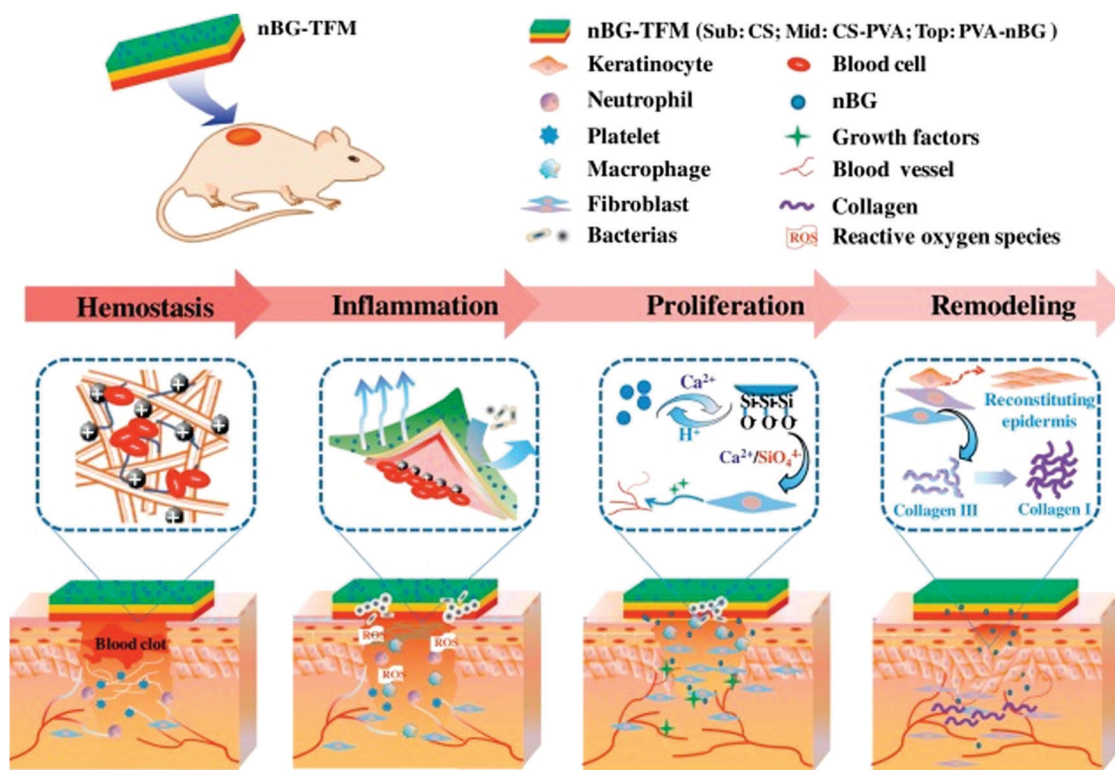 nBG-TFM
nBG-TFM (Sub: CS; Mid: CS-PVA; Top: PVA-nBG )
Keratinocyte
Blood cell
Neutrophil
nBG
Platelet
Growth factors
Macrophage
Blood vessel
Fibroblast
Collagen
Bacterias
ROS
Reactive oxygen species
Hemostasis
Inflammation
Proliferation
Remodeling
Ca²⁺
H⁺
Si-Si-Si
O O O
Ca²⁺/SiO₄⁴⁻
Reconstituting
epidermis
Collagen III
Collagen I
Blood clot
ROS
ROS
ROS